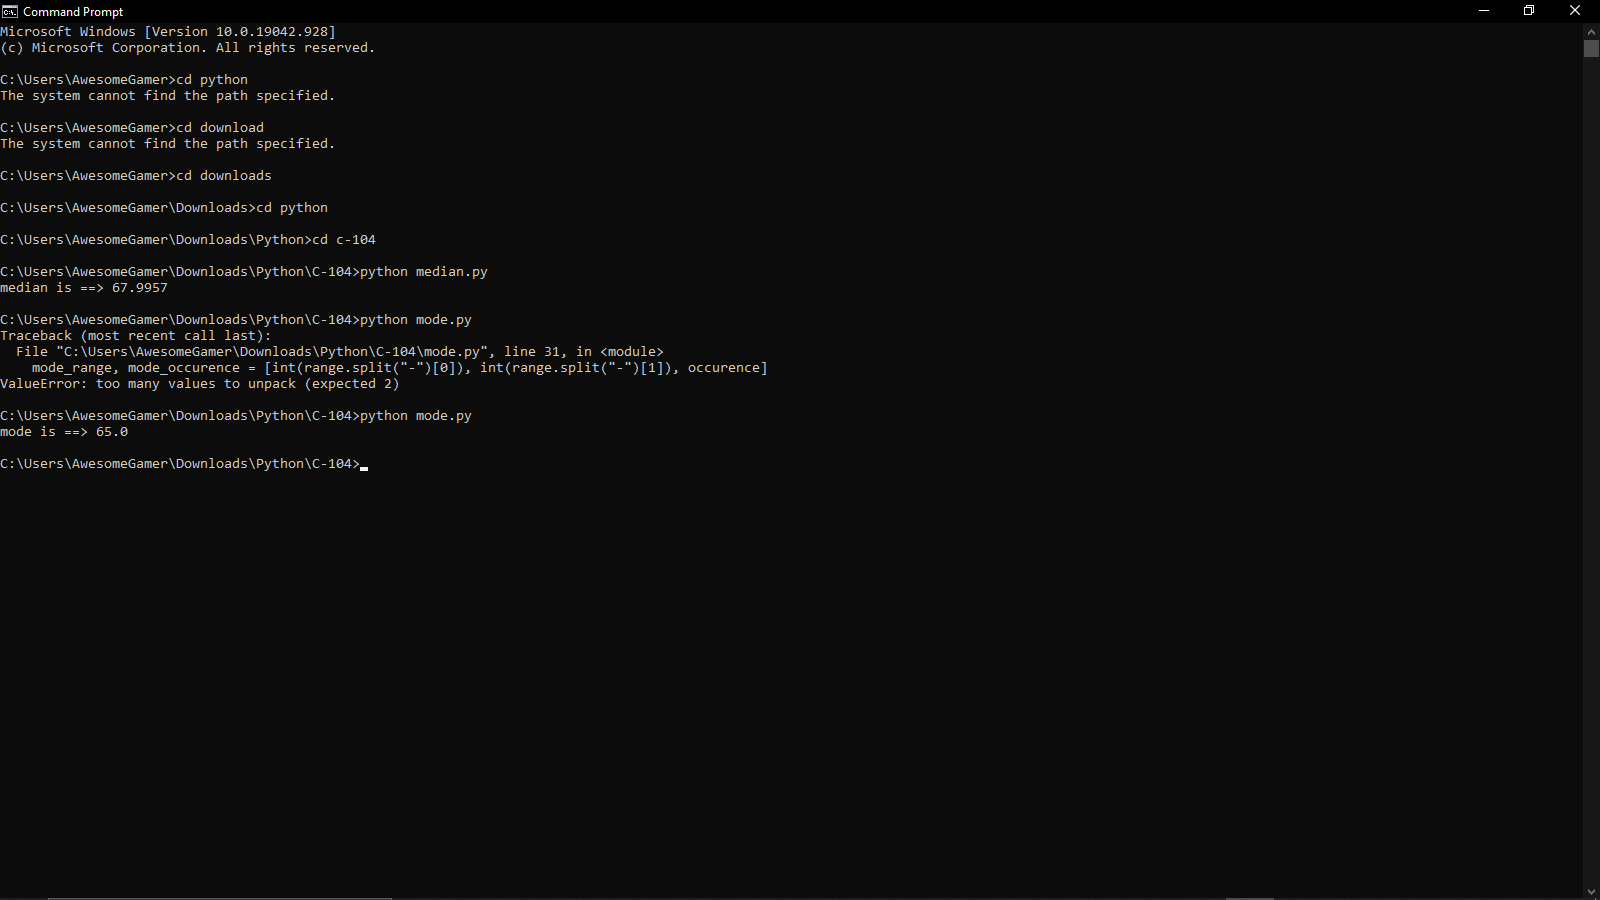 Command Prompt
Microsoft Windows [Version 10.0.19042.928]
(c) Microsoft Corporation. All rights reserved.
C:\Users\AwesomeGamer>cd python
The system cannot find the path specified.
C:\Users\AwesomeGamer>cd download
The system cannot find the path specified.
C:\Users\AwesomeGamer>cd downloads
C:\Users\AwesomeGamer\Downloads>cd python
C:\Users\AwesomeGamer\Downloads\Python>cd c-104
C:\Users\AwesomeGamer\Downloads\Python\C-104>python median.py
median is ==> 67.9957
C:\Users\AwesomeGamer\Downloads\Python\C-104>python mode.py
Traceback (most recent call last):
  File "C:\Users\AwesomeGamer\Downloads\Python\C-104\mode.py", line 31, in <module>
    mode_range, mode_occurence = [int(range.split("-")[0]), int(range.split("-")[1]), occurence]
ValueError: too many values to unpack (expected 2)
C:\Users\AwesomeGamer\Downloads\Python\C-104>python mode.py
mode is ==> 65.0
C:\Users\AwesomeGamer\Downloads\Python\C-104>